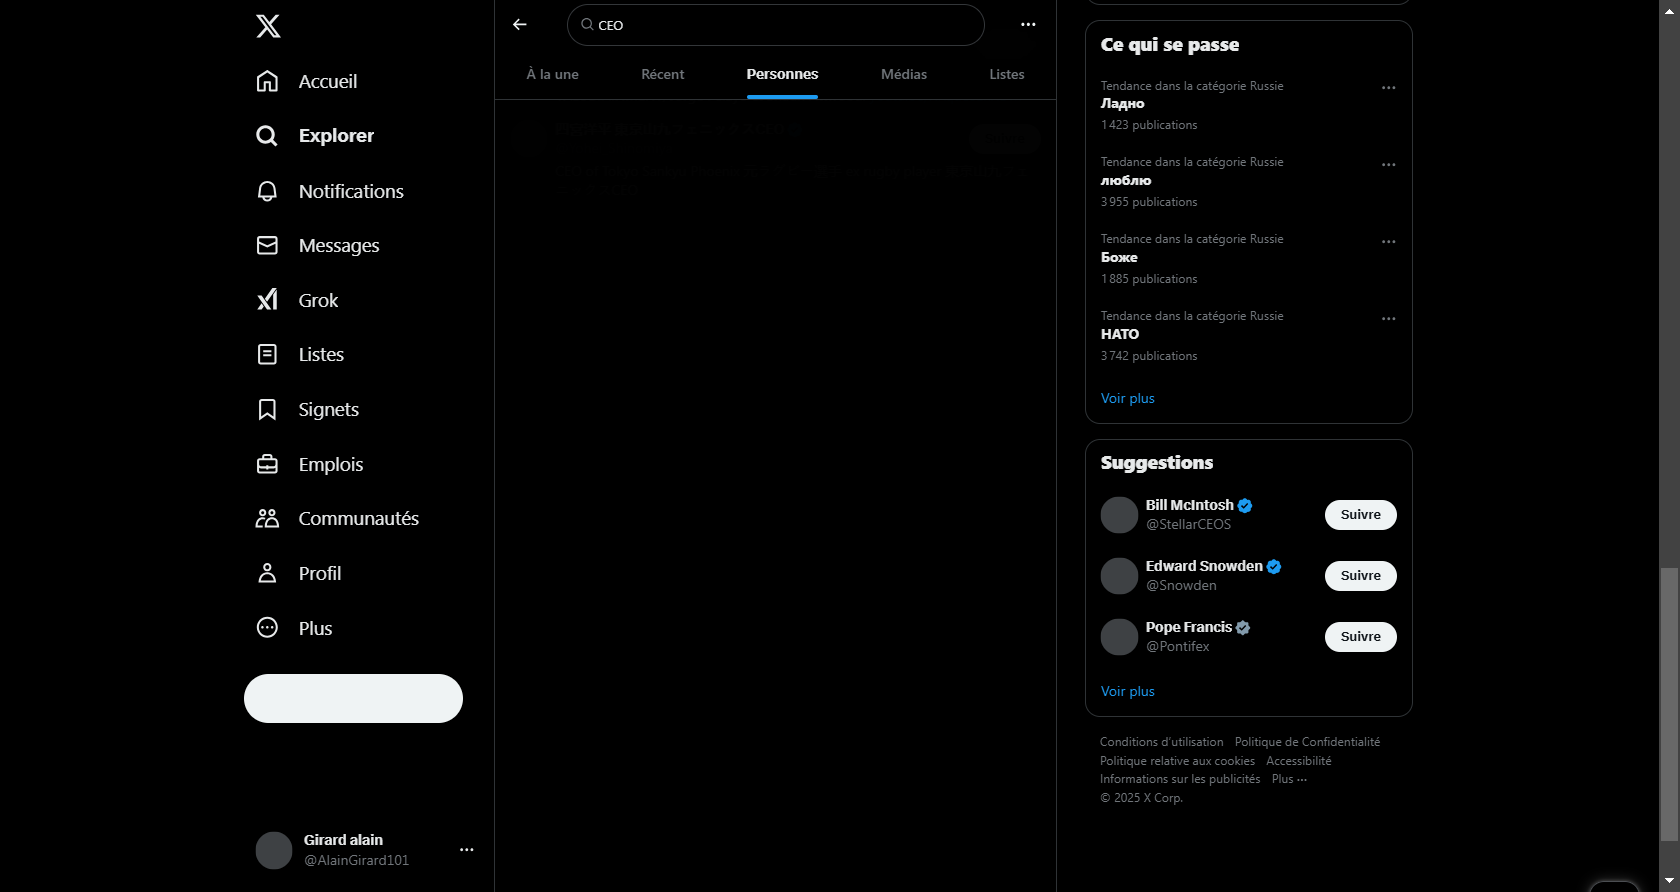 Accueil
Explorer
Notifications
Messages
Grok
Listes
Signets
Emplois
Communautés
Profil
Plus
Girard alain
@AlainGirard101
CEO
À la une
Récent
Personnes
Médias
Listes
Ce qui se passe
Tendance dans la catégorie Russie
Ладно
1 423 publications
Tendance dans la catégorie Russie
люблю
3 955 publications
Tendance dans la catégorie Russie
Боже
1 885 publications
Tendance dans la catégorie Russie
НАТО
3 742 publications
Voir plus
Suggestions
Bill McIntosh
@StellarCEOS
Suivre
Edward Snowden
@Snowden
Suivre
Pope Francis
@Pontifex
Suivre
Voir plus
Conditions d’utilisation Politique de Confidentialité
Politique relative aux cookies Accessibilité
Informations sur les publicités Plus ···
© 2025 X Corp.